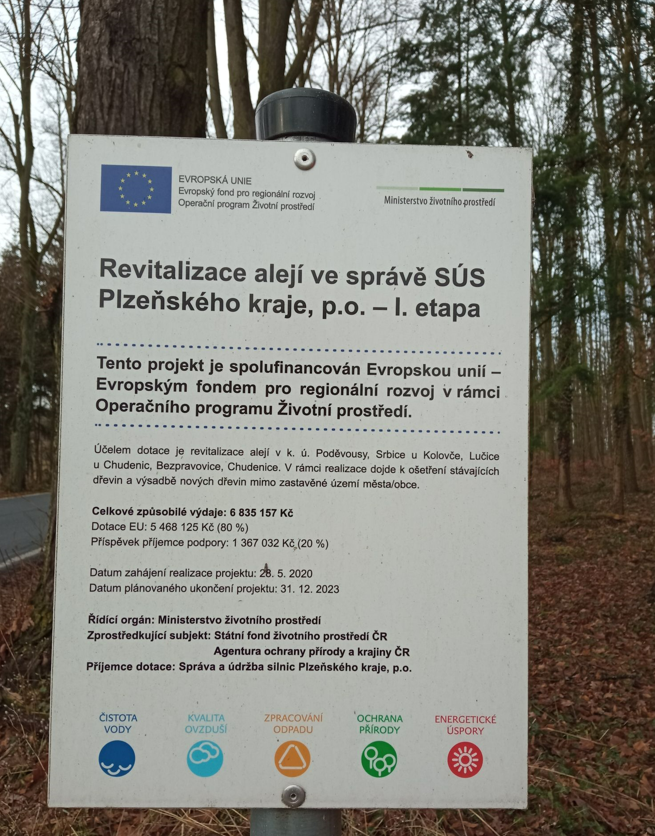 EVROPSKÁ UNIE
Evropský fond pro regionální rozvoj
Operační program Životní prostředí
Ministerstvo životního prostředí
Revitalizace alejí ve správě SÚS
Plzeňského kraje, p.o. – I. etapa
Tento projekt je spolufinancován Evropskou unií –
Evropským fondem pro regionální rozvoj v rámci
Operačního programu Životní prostředí.
Účelem dotace je revitalizace alejí v k. ú. Poděvousy, Srbice u Kolovče, Lučice
u Chudenic, Bezpravovice, Chudenice. V rámci realizace dojde k ošetření stávajících
dřevin a výsadbě nových dřevin mimo zastavěné území města/obce.
Celkové způsobilé výdaje: 6 835 157 Kč
Dotace EU: 5 468 125 Kč (80 %)
Příspěvek příjemce podpory: 1 367 032 Kč (20 %)
Datum zahájení realizace projektu: 28. 5. 2020
Datum plánovaného ukončení projektu: 31. 12. 2023
Řídící orgán: Ministerstvo životního prostředí
Zprostředkující subjekt: Státní fond životního prostředí ČR
Agentura ochrany přírody a krajiny ČR
Příjemce dotace: Správa a údržba silnic Plzeňského kraje, p.o.
ČISTOTA
VODY
KVALITA
OVZDUŠÍ
ZPRACOVÁNÍ
ODPADU
OCHRANA
PŘÍRODY
ENERGETICKÉ
ÚSPORY